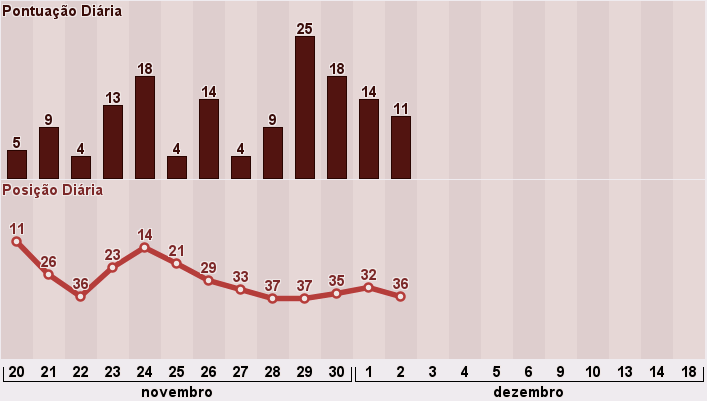 Pontuação Diária
5 9 4 13 18 4 14 4 9 25 18 14 11
Posição Diária
11 26 36 23 14 21 29 33 37 37 35 32 36
20 21 22 23 24 25 26 27 28 29 30 1 2 3 4 5 6 9 10 13 14 18
novembro dezembro